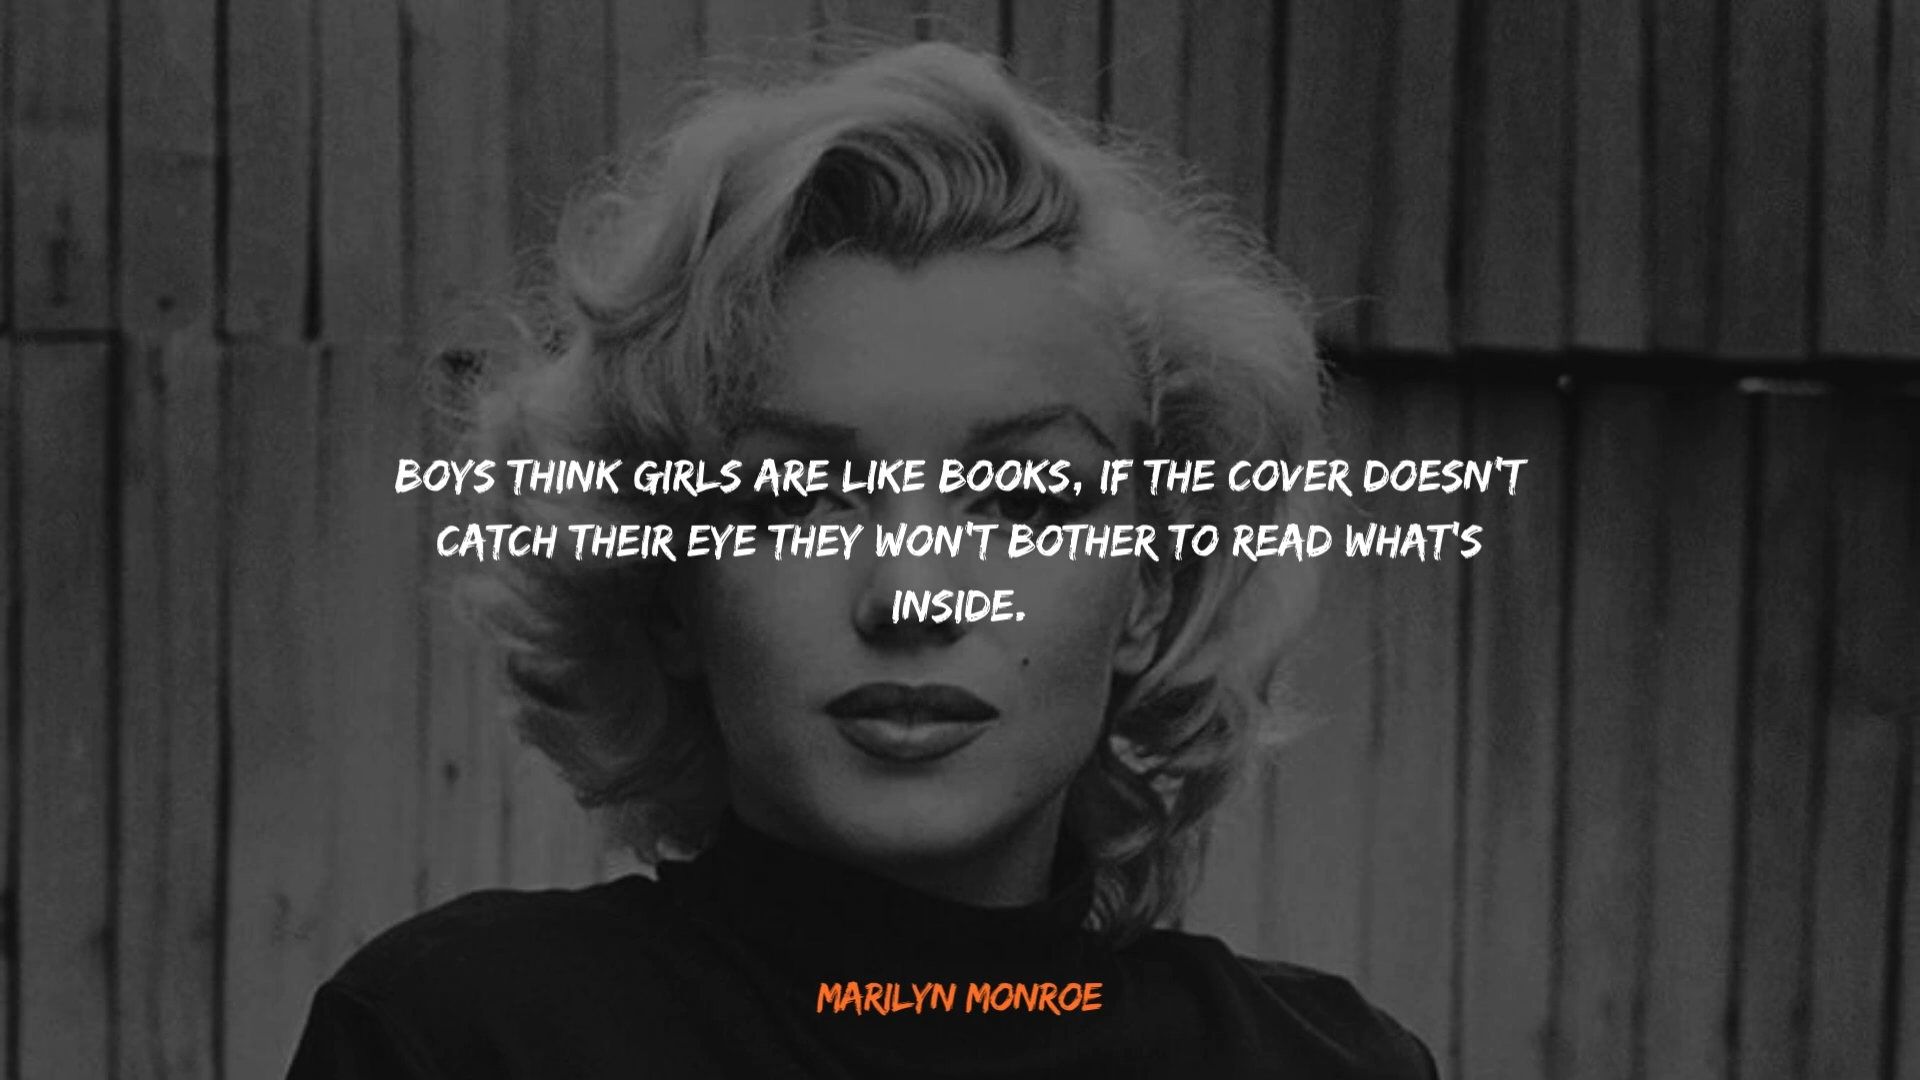 BOYS THINK GIRLS ARE LIKE BOOKS, IF THE COVER DOESN'T
CATCH THEIR EYE THEY WON'T BOTHER TO READ WHAT'S
INSIDE.
MARILYN MONROE